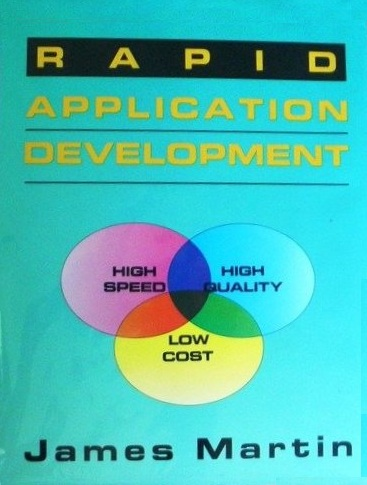 RAPID
APPLICATION
DEVELOPMENT
HIGH SPEED
HIGH QUALITY
LOW COST
James Martin